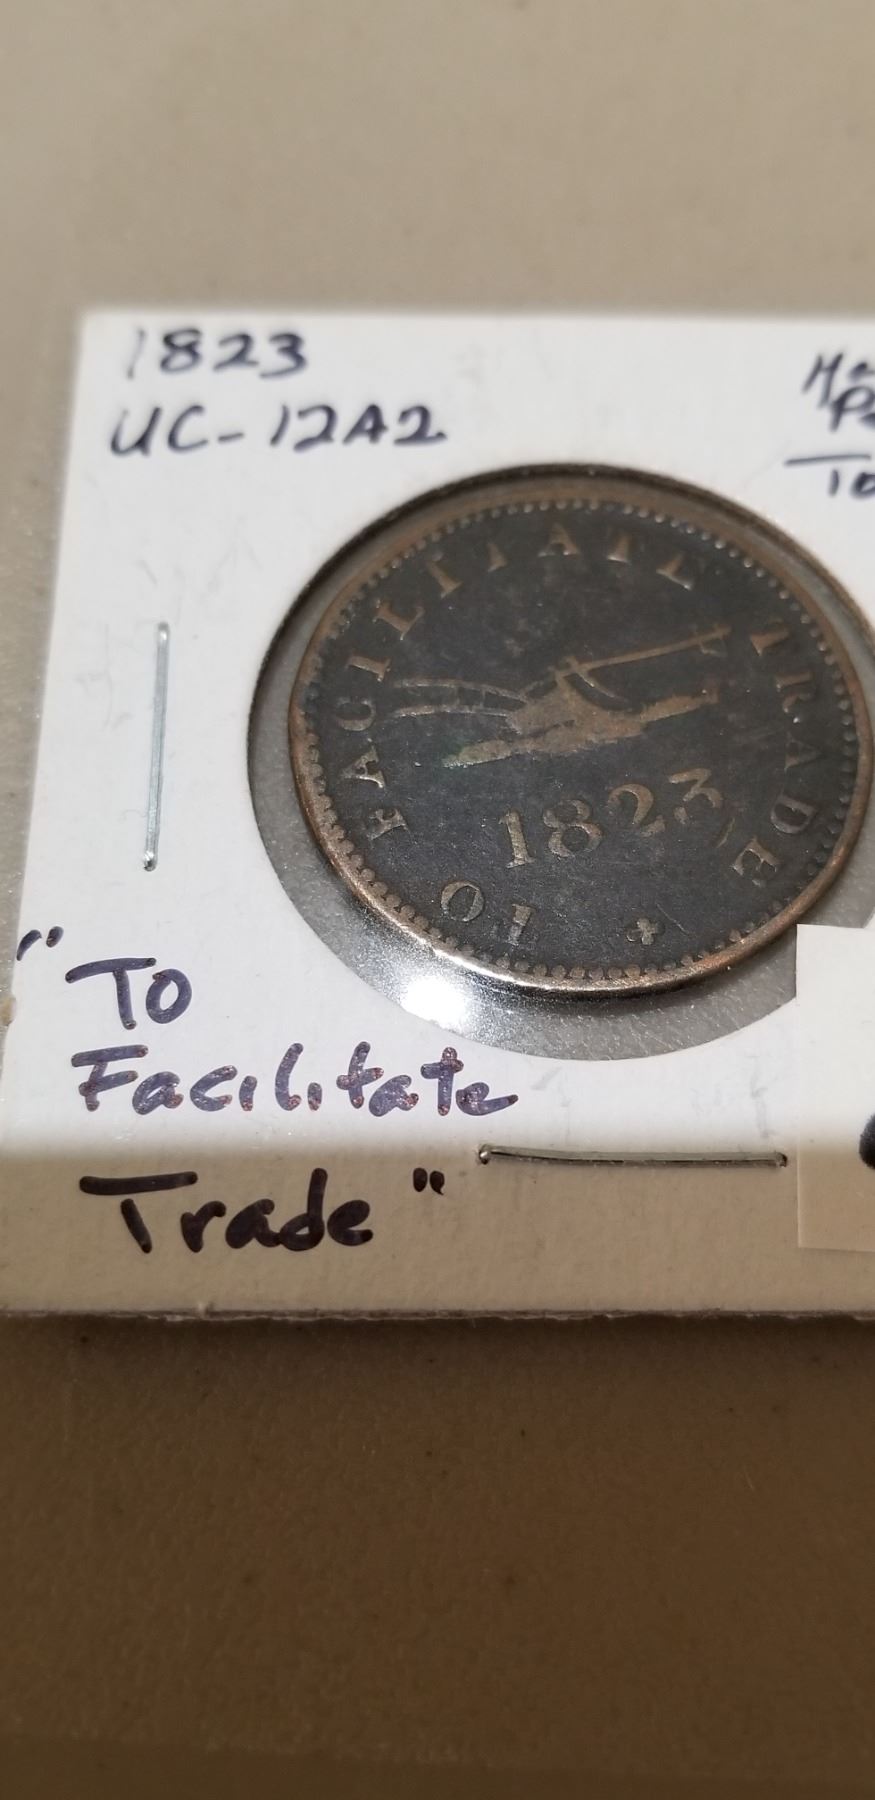 1823
UC-12A2
TO FACILITATE TRADE
1823
"To
Facilitate
Trade"